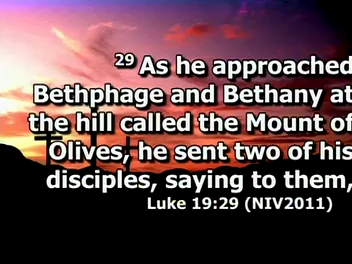 29 As he approached
Bethphage and Bethany at
the hill called the Mount of
Olives, he sent two of his
disciples, saying to them,
Luke 19:29 (NIV2011)